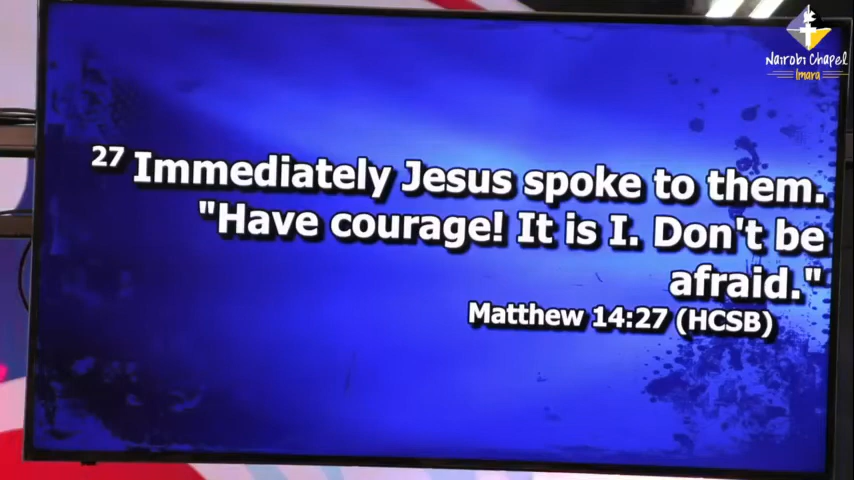 Nairobi Chapel
Imara
27 Immediately Jesus spoke to them.
"Have courage! It is I. Don't be
afraid."
Matthew 14:27 (HCSB)